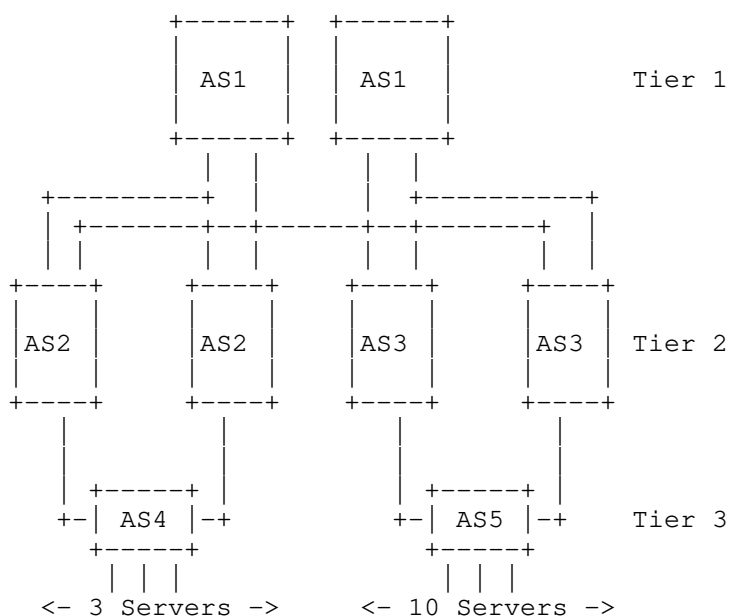 AS1 AS1 Tier 1
AS2 AS2 AS3 AS3 Tier 2
AS4 AS5 Tier 3
<- 3 Servers -> <- 10 Servers ->